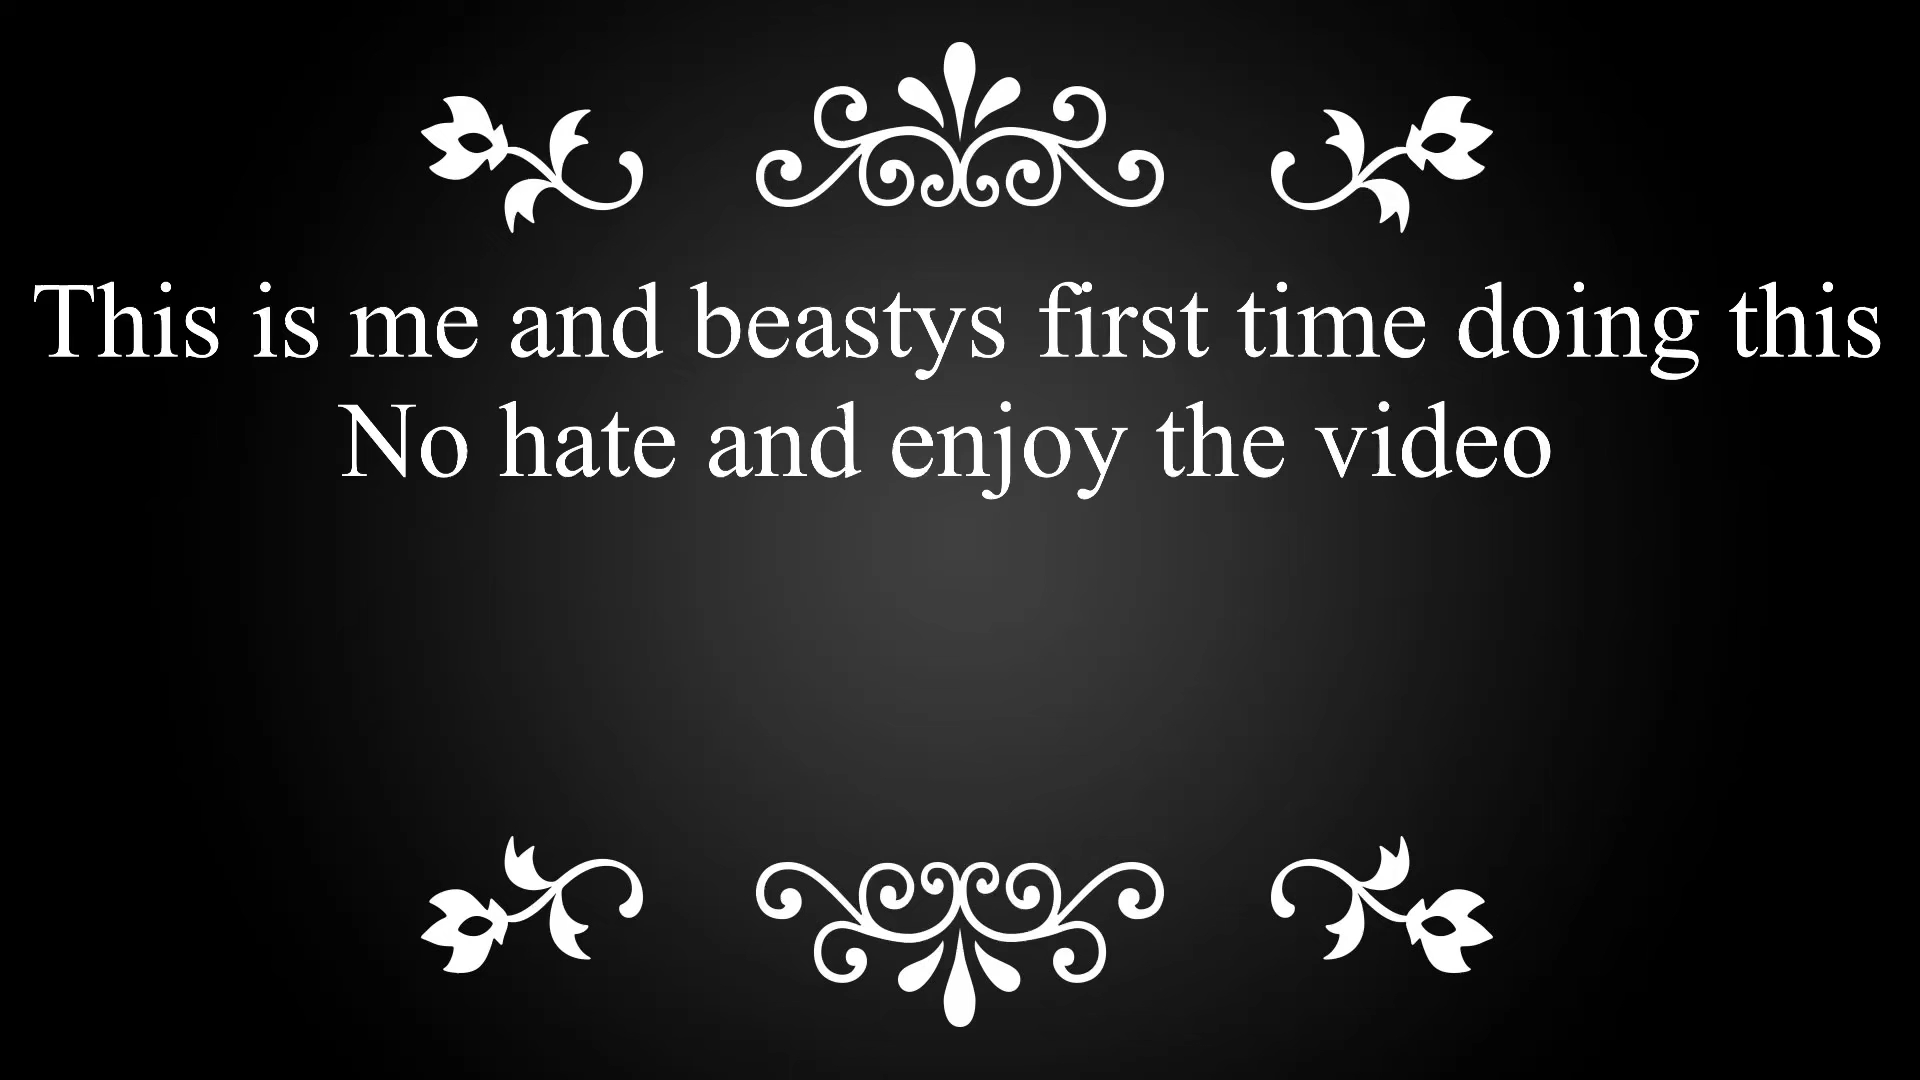 This is me and beastys first time doing this
No hate and enjoy the video